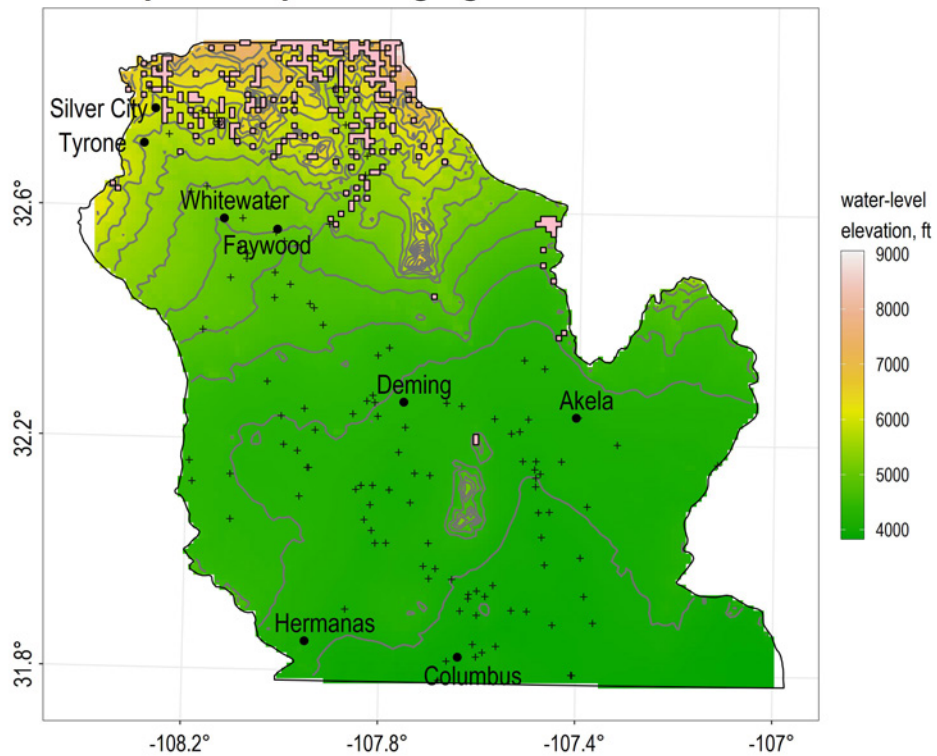 Silver City
Tyrone
32.6°
Whitewater
Faywood
water-level
elevation, ft
9000
8000
7000
6000
5000
4000
Deming
Akela
32.2°
Hermanas
Columbus
31.8°
-108.2°
-107.8°
-107.4°
-107°